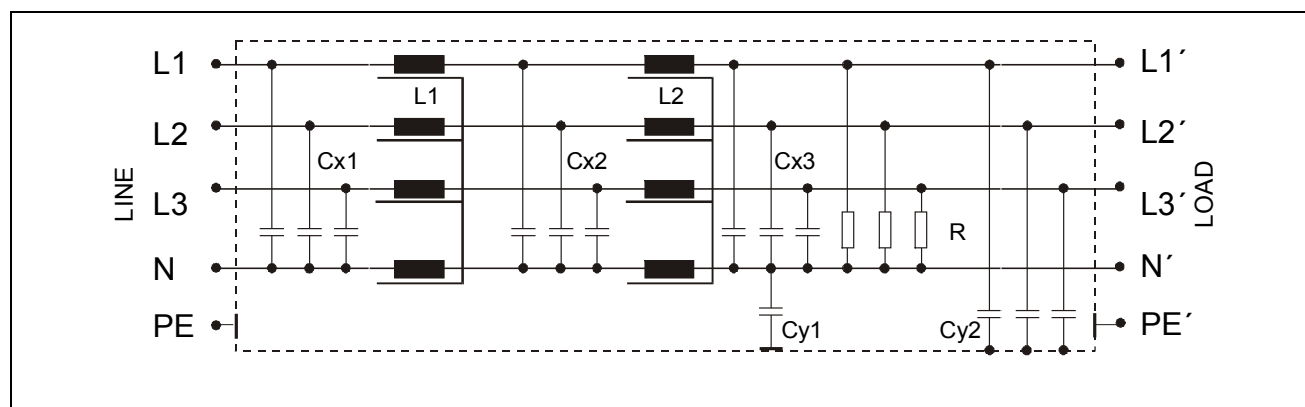 L1
L2
L3
N
PE
LINE
Cx1
L1
Cx2
L2
Cx3
R
Cy1
Cy2
L1´
L2´
L3´
N´
PE´
LOAD